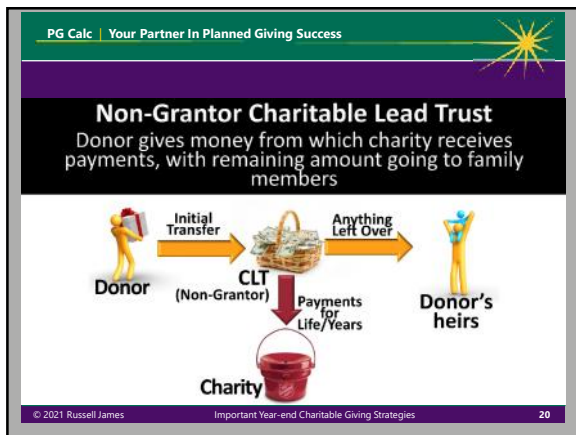 PG Calc | Your Partner In Planned Giving Success
Non-Grantor Charitable Lead Trust
Donor gives money from which charity receives
payments, with remaining amount going to family
members
Initial
Transfer
Anything
Left Over
Donor
CLT
(Non-Grantor)
Payments
for
Life/Years
Donor's
heirs
Charity
© 2021 Russell James
Important Year-end Charitable Giving Strategies
20